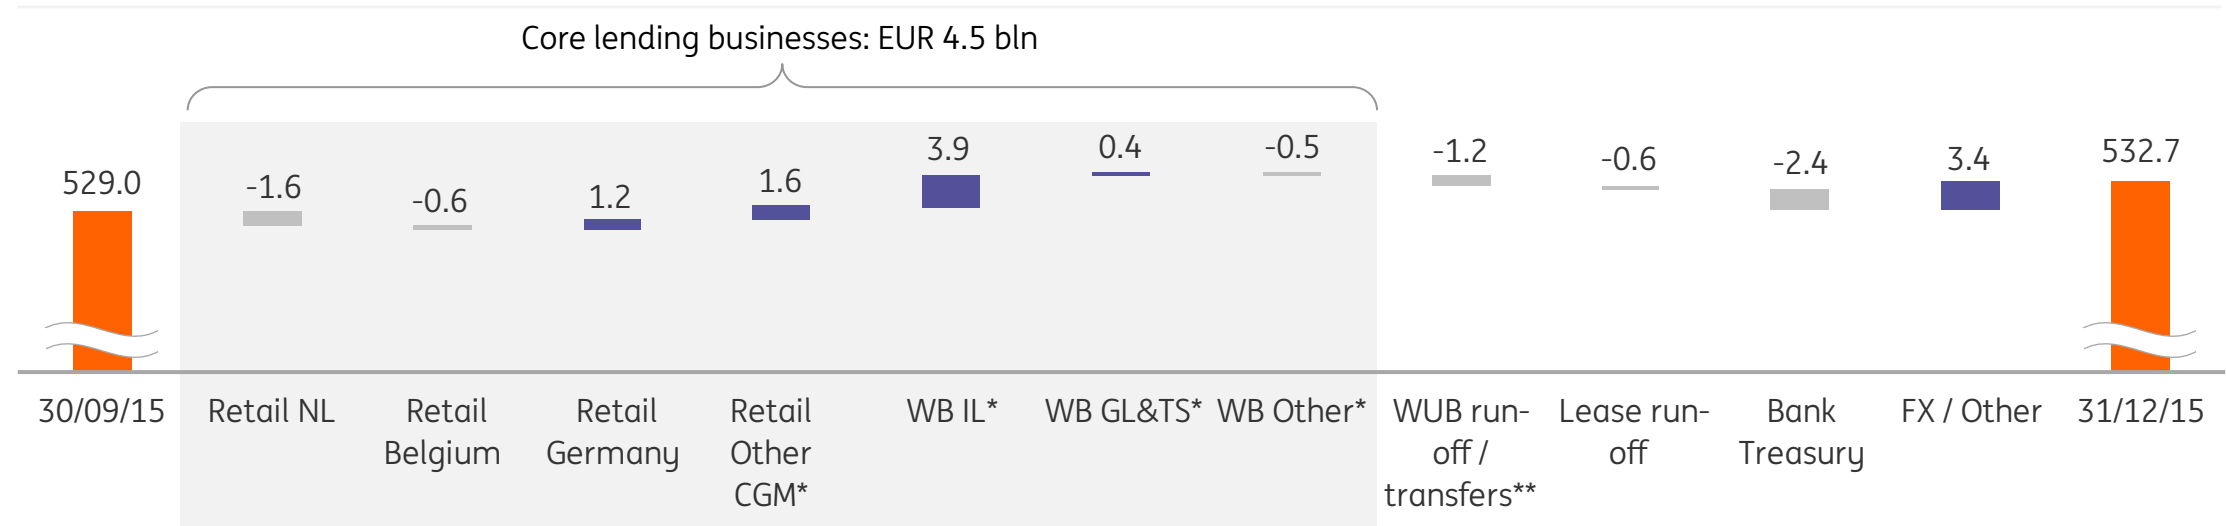 Core lending businesses: EUR 4.5 bln
529.0
-1.6
-0.6
1.2
1.6
3.9
0.4
-0.5
-1.2
-0.6
-2.4
3.4
532.7
30/09/15
Retail NL
Retail
Belgium
Retail
Germany
Retail
Other
CGM*
WB IL*
WB GL&TS*
WB Other*
WUB run-
off /
transfers**
Lease run-
off
Bank
Treasury
FX / Other
31/12/15